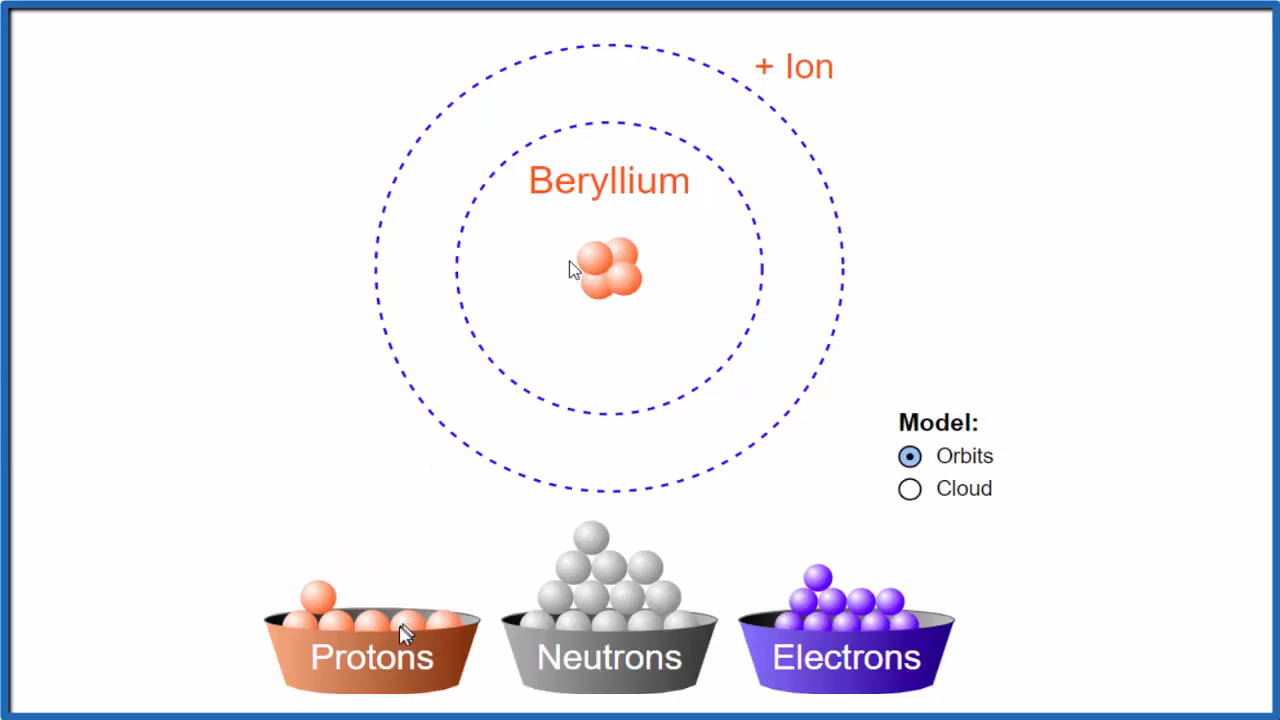 + Ion
Beryllium
Model:
Orbits
Cloud
Protons
Neutrons
Electrons